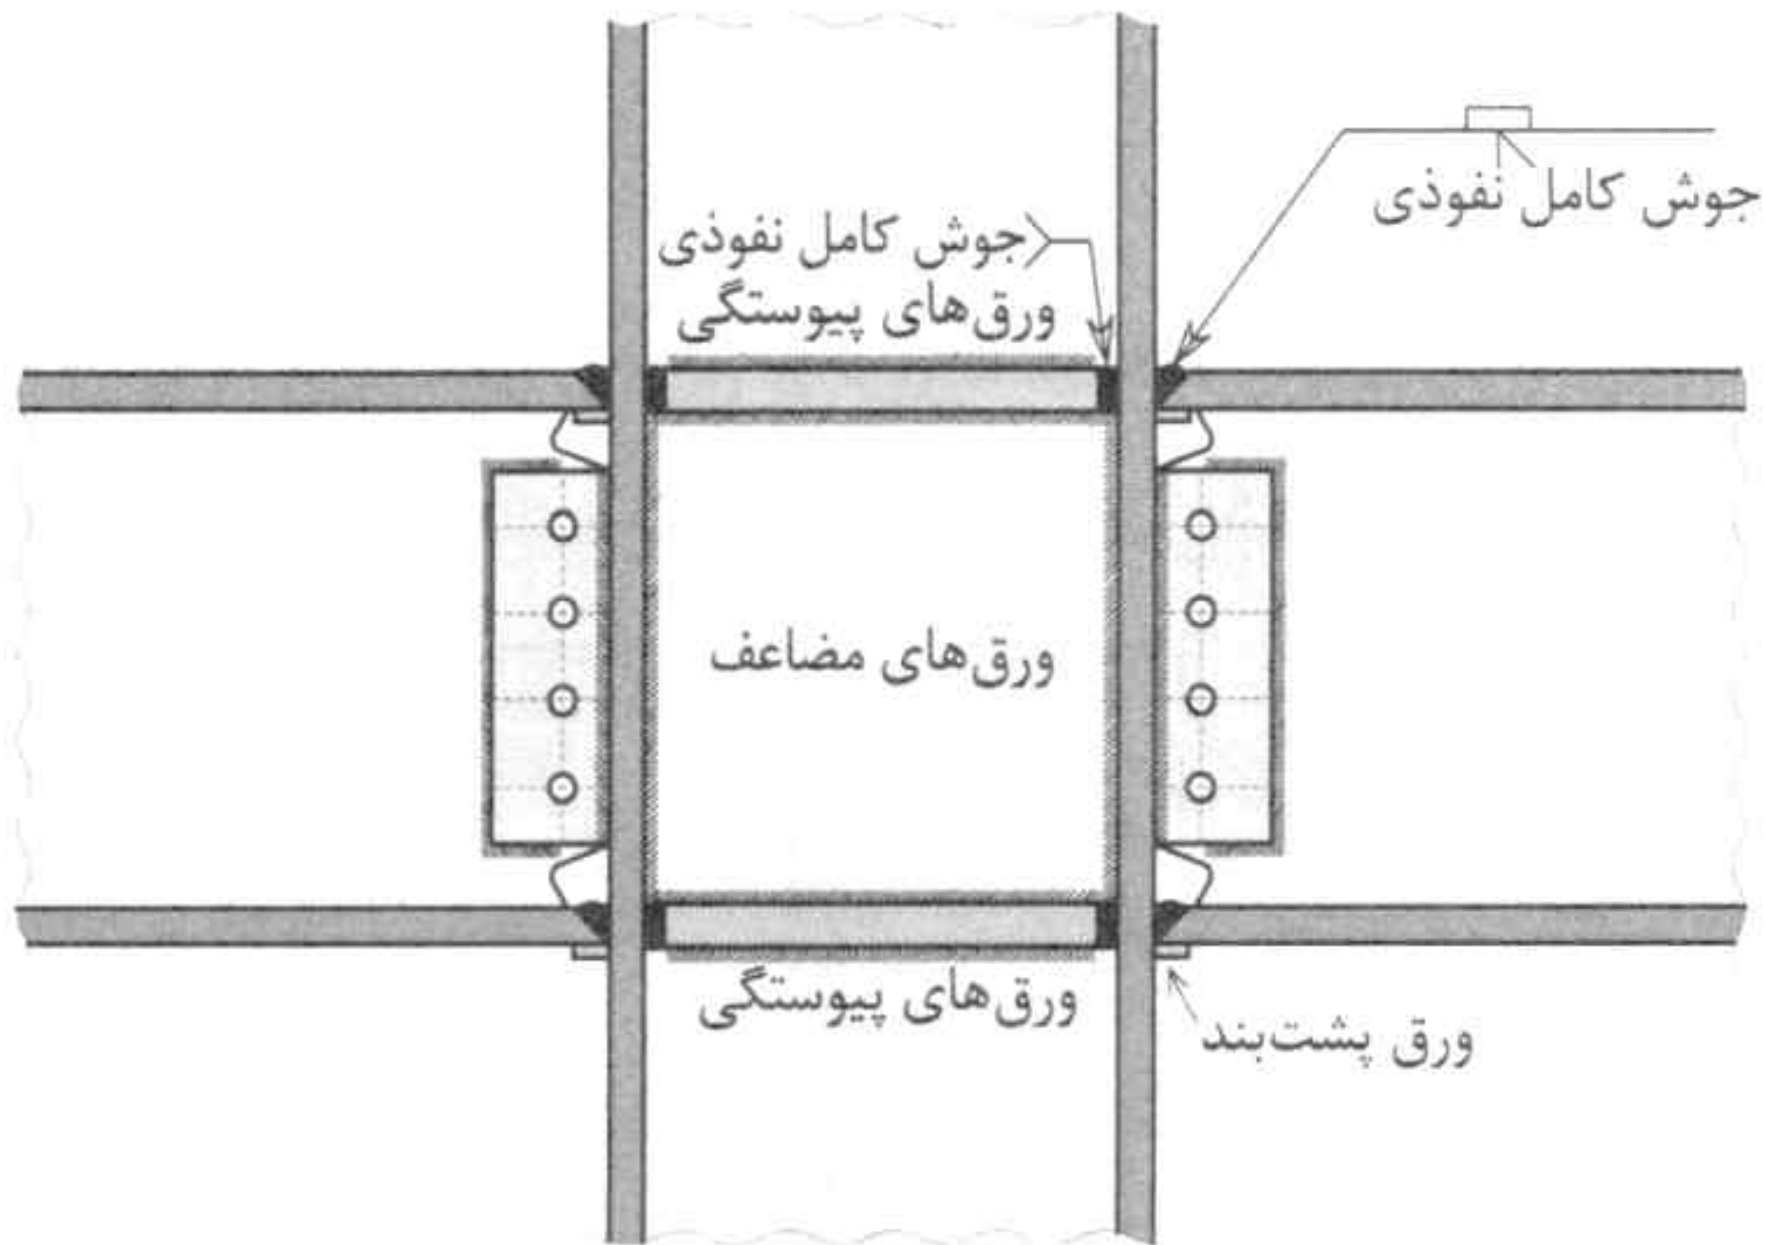 جوش کامل نفوذی
جوش کامل نفوذی
ورق‌های پیوستگی
ورق‌های مضاعف
ورق‌های پیوستگی
ورق پشت‌بند